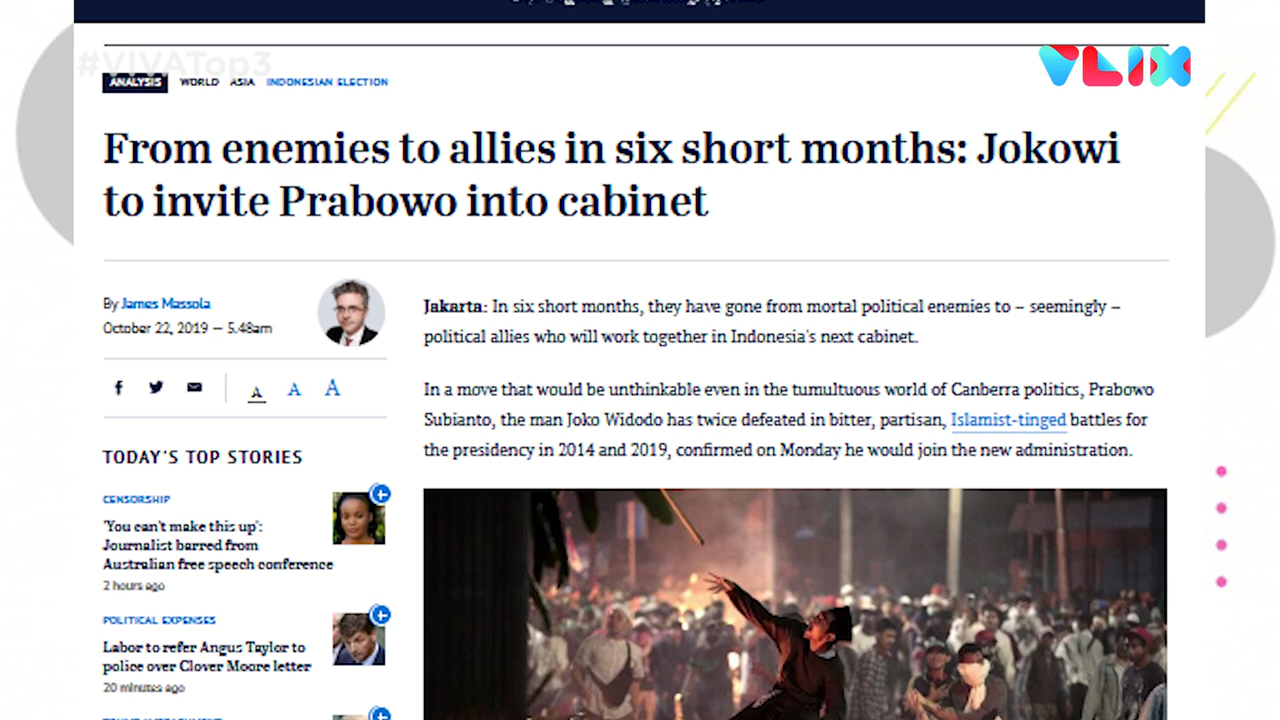 #VIVATop3
VLIX
ANALYSIS WORLD ASIA INDONESIAN ELECTION
From enemies to allies in six short months: Jokowi
to invite Prabowo into cabinet
By James Massola
October 22, 2019 — 5.48am
A A A
TODAY'S TOP STORIES
CENSORSHIP
'You can't make this up':
Journalist barred from
Australian free speech conference
2 hours ago
POLITICAL EXPENSES
Labor to refer Angus Taylor to
police over Clover Moore letter
20 minutes ago
Jakarta: In six short months, they have gone from mortal political enemies to – seemingly –
political allies who will work together in Indonesia's next cabinet.
In a move that would be unthinkable even in the tumultuous world of Canberra politics, Prabowo
Subianto, the man Joko Widodo has twice defeated in bitter, partisan, Islamist-tinged battles for
the presidency in 2014 and 2019, confirmed on Monday he would join the new administration.